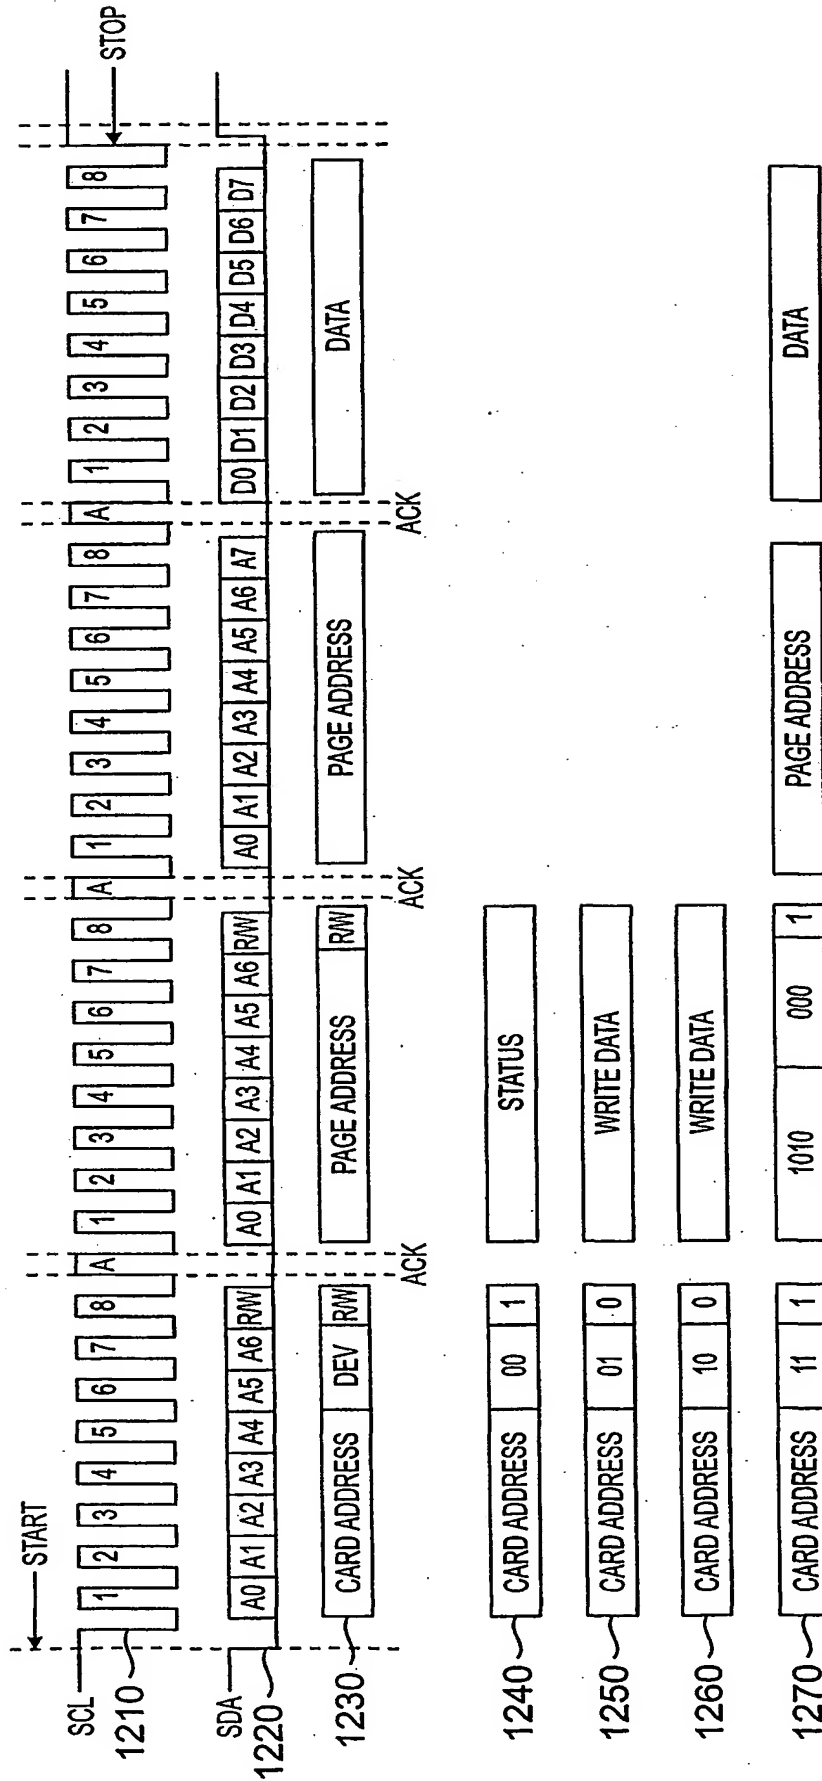 START
STOP
SCL
1 2 3 4 5 6 7 8 A 1 2 3 4 5 6 7 8 A 1 2 3 4 5 6 7 8 A 1 2 3 4 5 6 7 8
1210
SDA
A0 A1 A2 A3 A4 A5 A6 R/W A0 A1 A2 A3 A4 A5 A6 R/W A0 A1 A2 A3 A4 A5 A6 A7 D0 D1 D2 D3 D4 D5 D6 D7
1220
1230 CARD ADDRESS DEV R/W PAGE ADDRESS R/W PAGE ADDRESS DATA
ACK ACK ACK
1240 CARD ADDRESS 00 1 STATUS
1250 CARD ADDRESS 01 0 WRITE DATA
1260 CARD ADDRESS 10 0 WRITE DATA
1270 CARD ADDRESS 11 1 1010 000 1 PAGE ADDRESS DATA